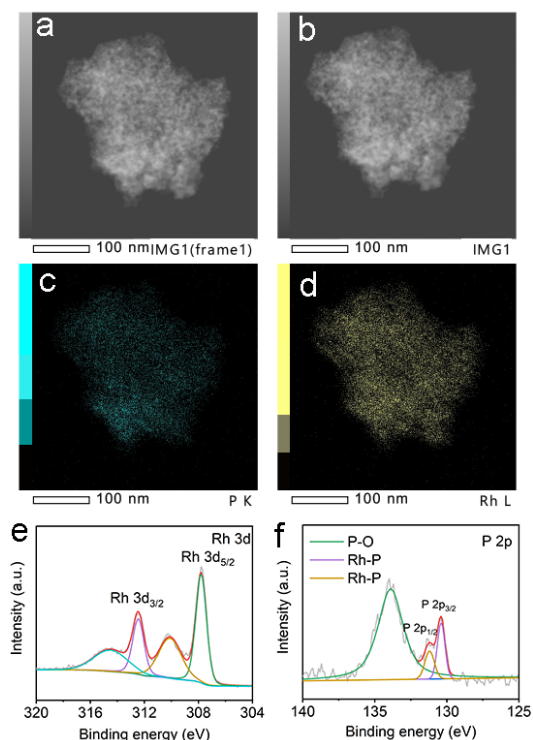 a
b
100 nm IMG1(frame1)
100 nm IMG1
c
d
100 nm P K
100 nm Rh L
e
Rh 3d
Rh 3d5/2
Rh 3d3/2
Intensity (a.u.)
320 316 312 308 304
Binding energy (eV)
f
P 2p
P-O
Rh-P
Rh-P
P 2p3/2
P 2p1/2
Intensity (a.u.)
140 135 130 125
Binding energy (eV)